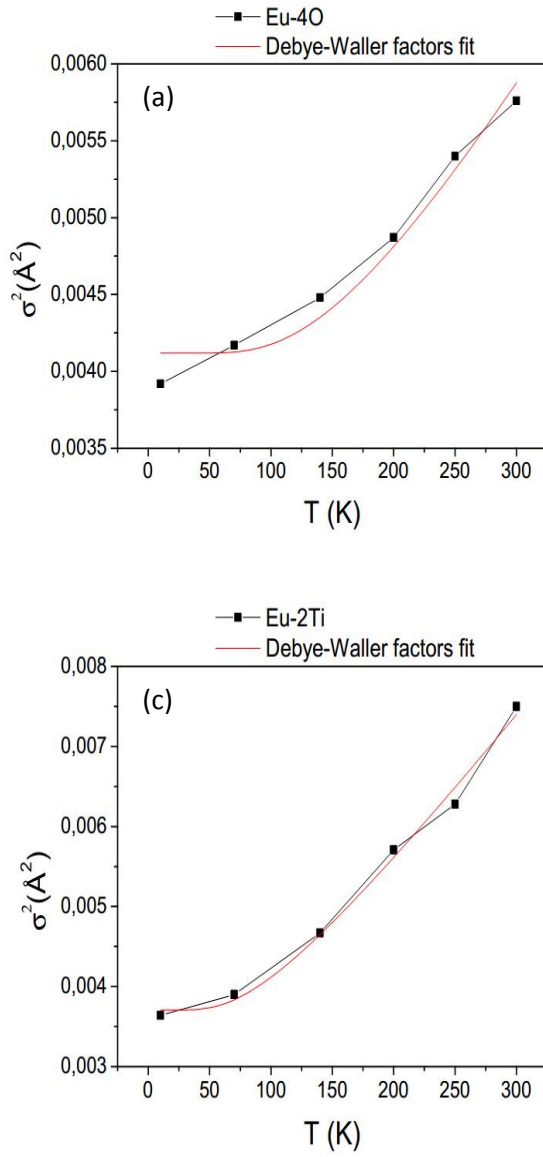 Eu-4O
Debye-Waller factors fit
(a)
0,0060
0,0055
0,0050
0,0045
0,0040
0,0035
σ²(Å²)
0 50 100 150 200 250 300
T (K)
Eu-2Ti
Debye-Waller factors fit
(c)
0,008
0,007
0,006
0,005
0,004
0,003
σ²(Å²)
0 50 100 150 200 250 300
T (K)